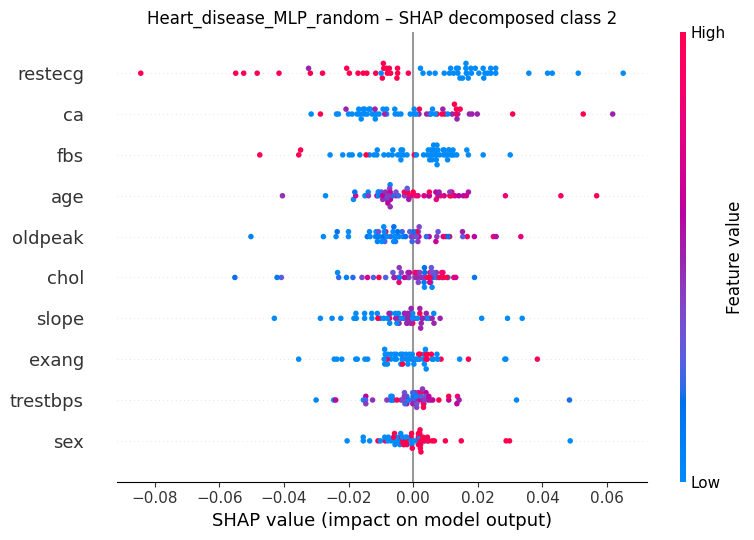 Heart_disease_MLP_random – SHAP decomposed class 2
High
restecg
ca
fbs
age
oldpeak
chol
slope
exang
trestbps
sex
Feature value
Low
−0.08 −0.06 −0.04 −0.02 0.00 0.02 0.04 0.06
SHAP value (impact on model output)